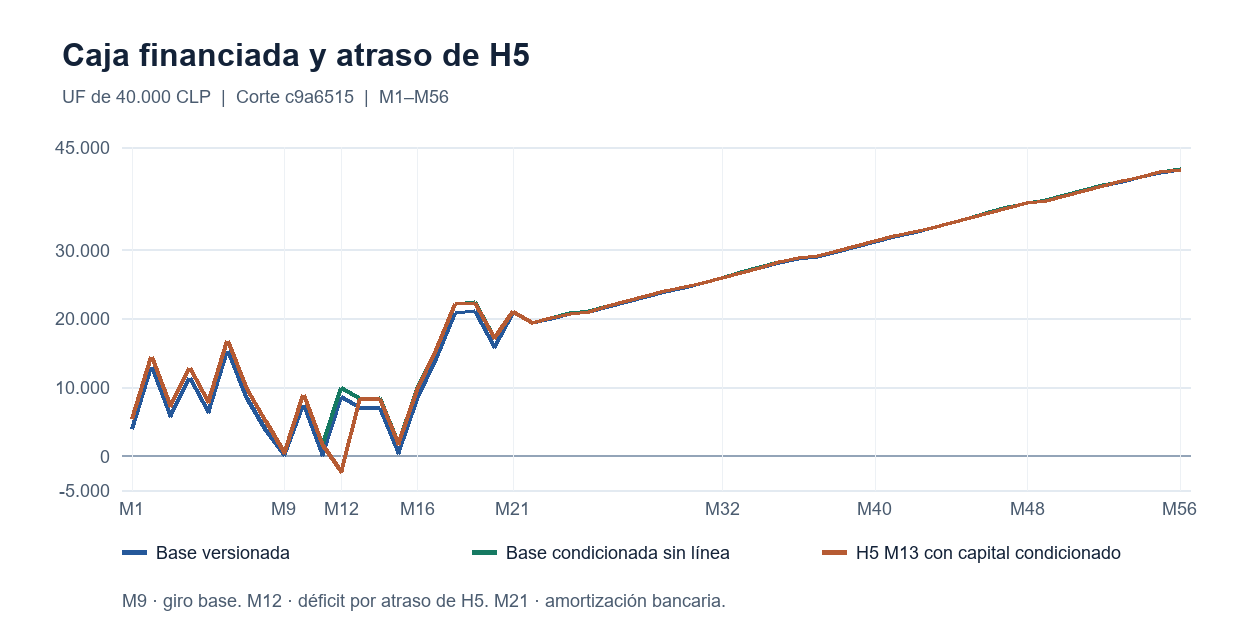 Caja financiada y atraso de H5
UF de 40.000 CLP | Corte c9a6515 | M1–M56
45.000
30.000
20.000
10.000
0
-5.000
M1 M9 M12 M16 M21 M32 M40 M48 M56
Base versionada Base condicionada sin línea H5 M13 con capital condicionado
M9 · giro base. M12 · déficit por atraso de H5. M21 · amortización bancaria.